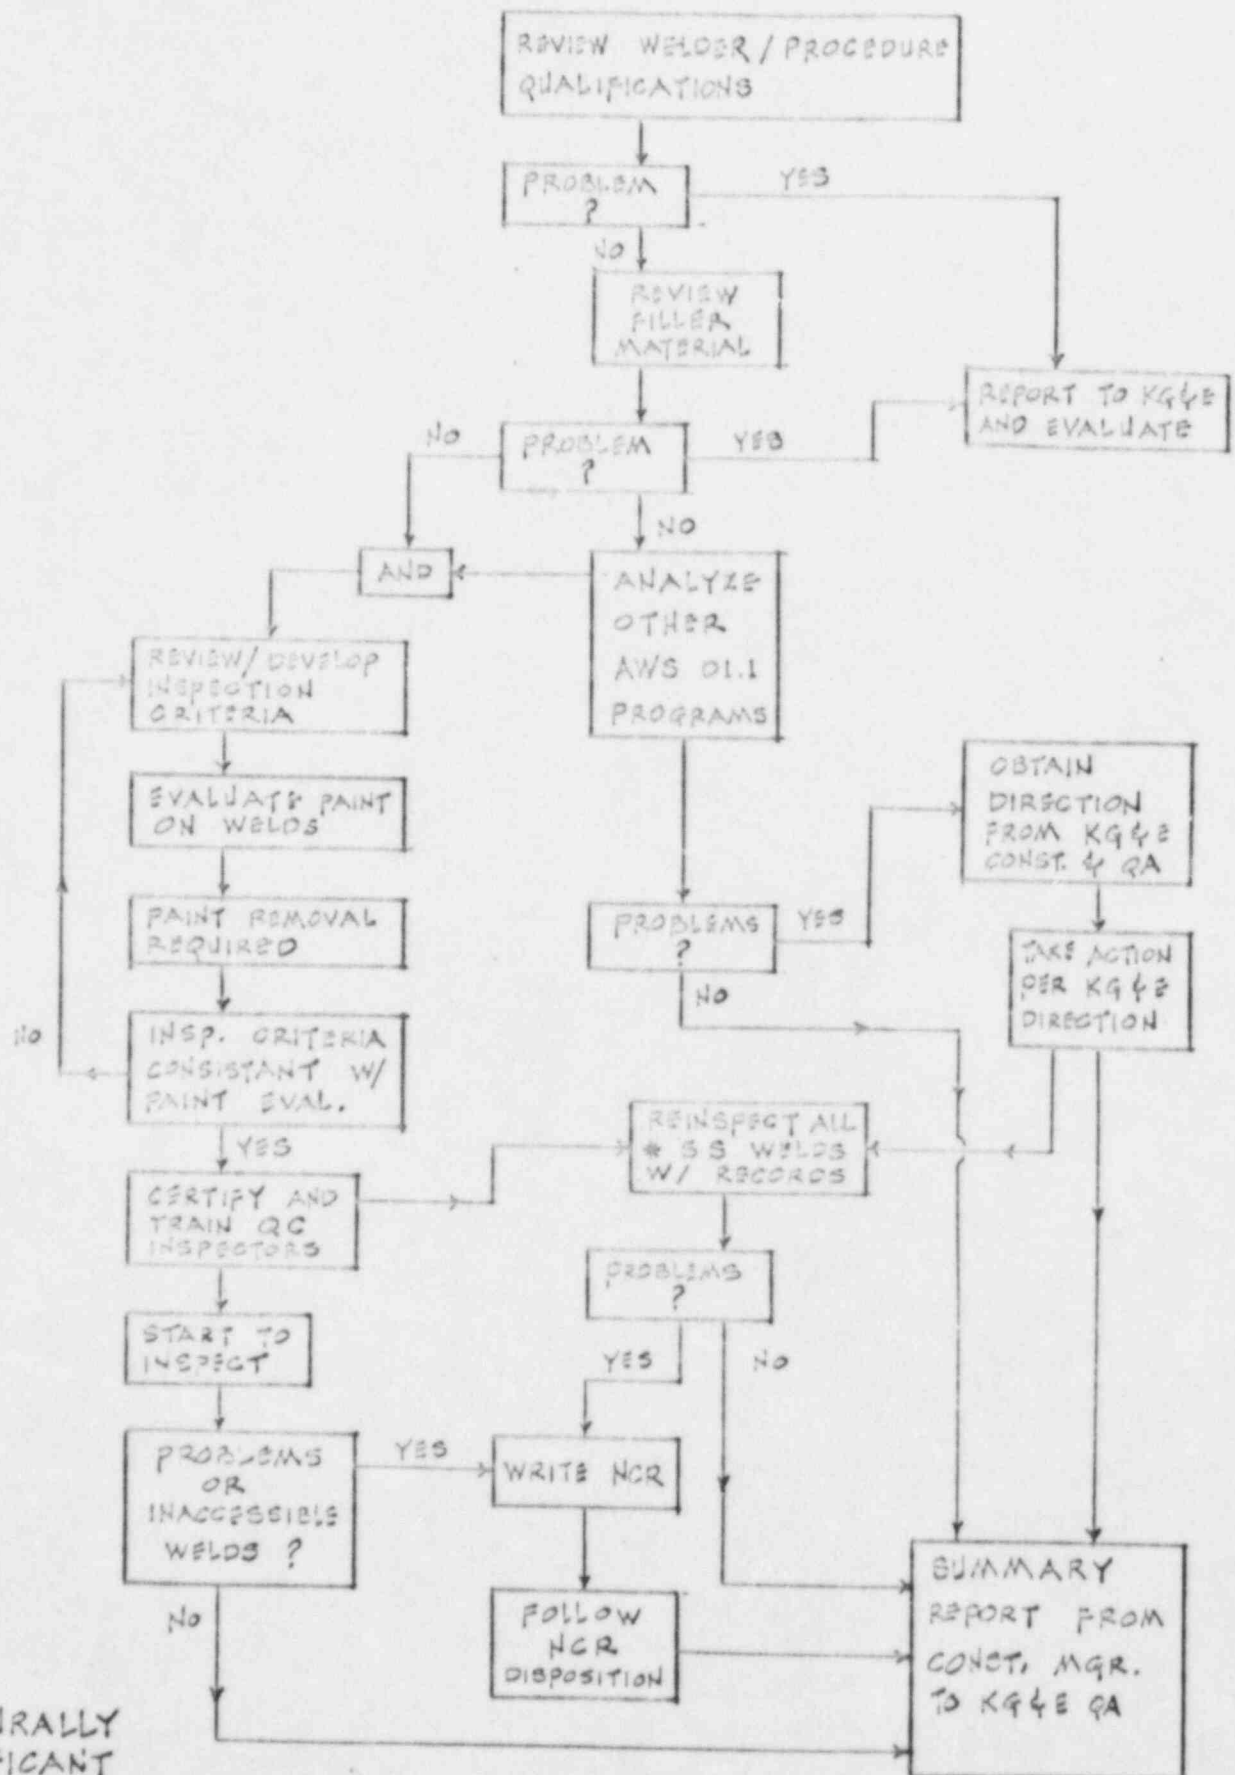 REVIEW WELDER/PROCEDURE
QUALIFICATIONS
PROBLEM
?
YES
NO
REVIEW
FILLER
MATERIAL
REPORT TO KG&E
AND EVALUATE
NO
PROBLEM
?
YES
NO
AND
ANALYZE
OTHER
AWS D1.1
PROGRAMS
REVIEW/DEVELOP
INSPECTION
CRITERIA
EVALUATE PAINT
ON WELDS
OBTAIN
DIRECTION
FROM KG&E
CONST. & QA
PAINT REMOVAL
REQUIRED
PROBLEMS
?
YES
NO
TAKE ACTION
PER KG&E
DIRECTION
NO
INSP. CRITERIA
CONSISTANT W/
PAINT EVAL.
YES
REINSPECT ALL
* SS WELDS
W/ RECORDS
CERTIFY AND
TRAIN QC
INSPECTORS
PROBLEMS
?
START TO
INSPECT
YES
NO
PROBLEMS
OR
INACCESSIBLE
WELDS ?
YES
WRITE NCR
NO
FOLLOW
NCR
DISPOSITION
SUMMARY
REPORT FROM
CONST. MGR.
TO KG&E QA